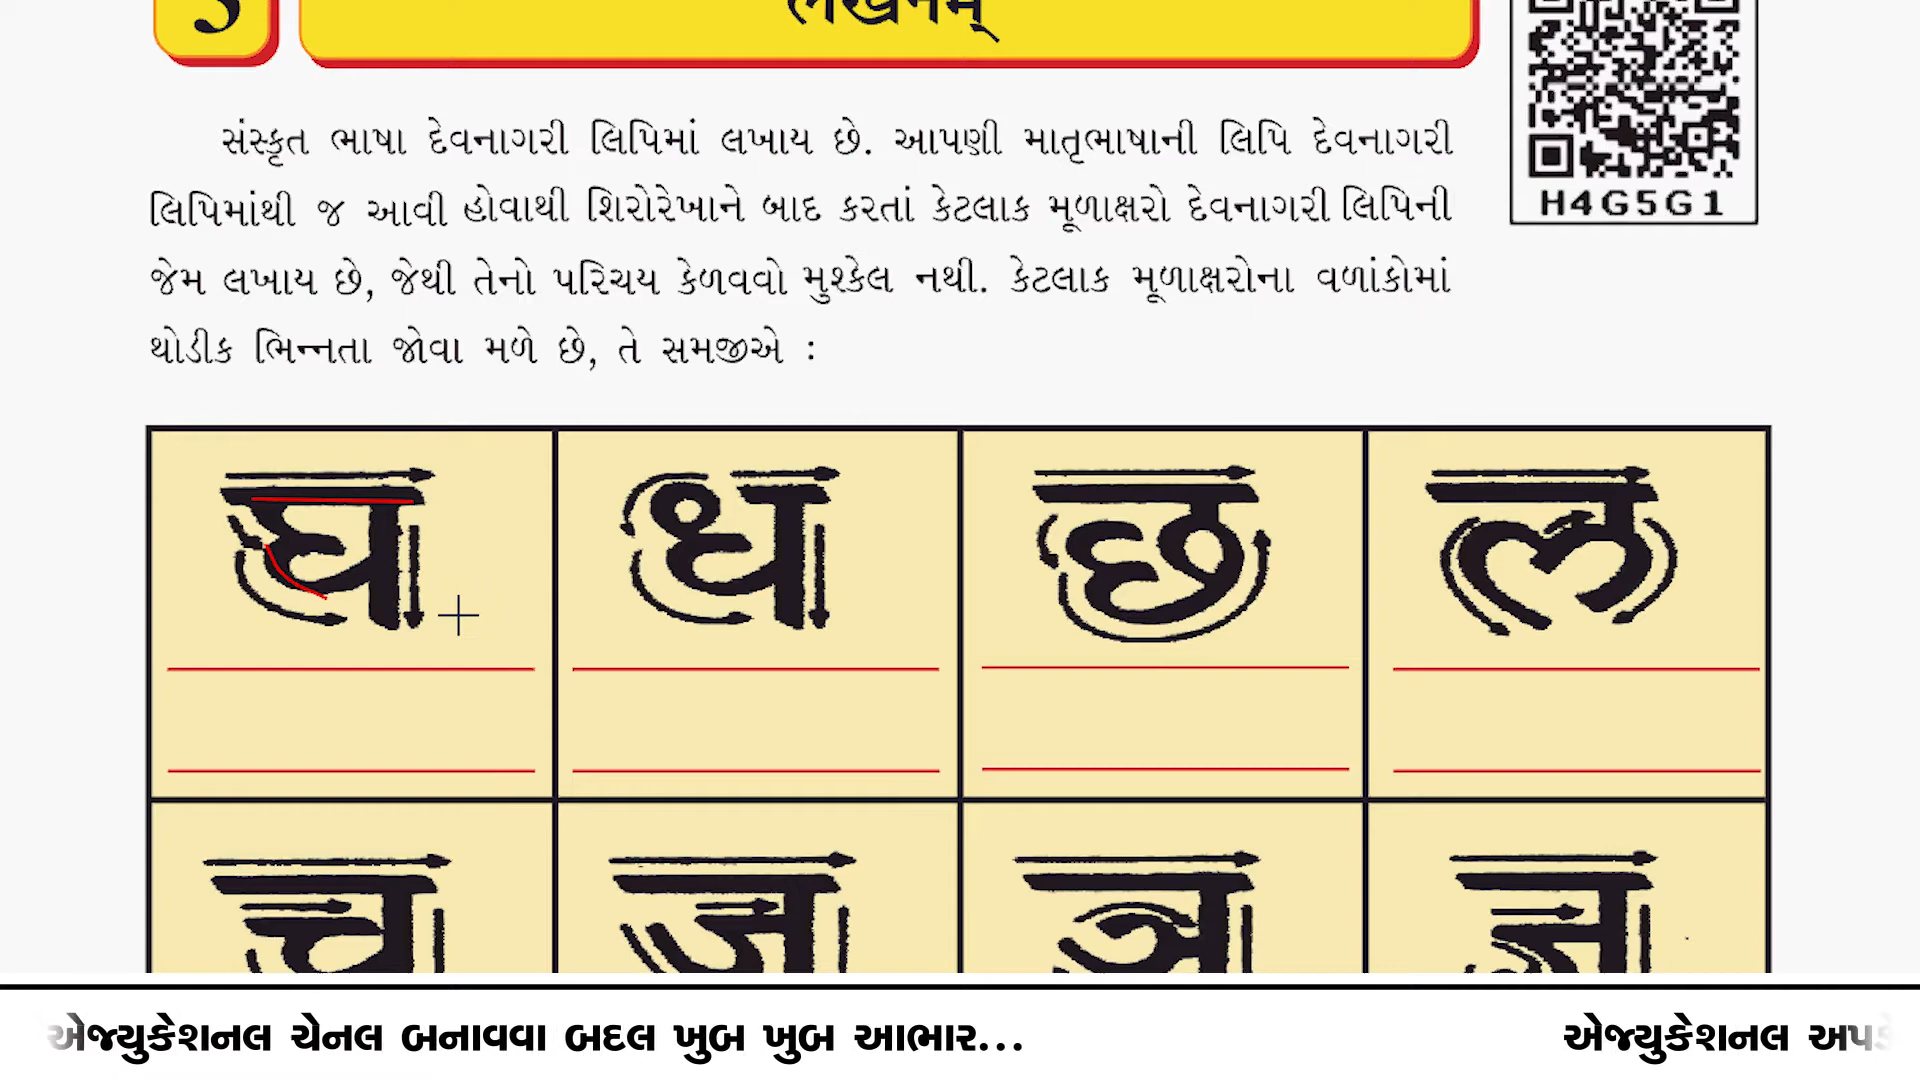 लेखनम्
H4G5G1
સંસ્કૃત ભાષા દેવનાગરી લિપિમાં લખાય છે. આપણી માતૃભાષાની લિપિ દેવનાગરી
લિપિમાંથી જ આવી હોવાથી શિરોરેખાને બાદ કરતાં કેટલાક મૂળાક્ષરો દેવનાગરી લિપિની
જેમ લખાય છે, જેથી તેનો પરિચય કેળવવો મુશ્કેલ નથી. કેટલાક મૂળાક્ષરોના વળાંકોમાં
થોડીક ભિન્નતા જોવા મળે છે, તે સમજીએ :
घ ध छ ल
च ज ञ ज्ञ
એજ્યુકેશનલ ચેનલ બનાવવા બદલ ખુબ ખુબ આભાર... એજ્યુકેશનલ